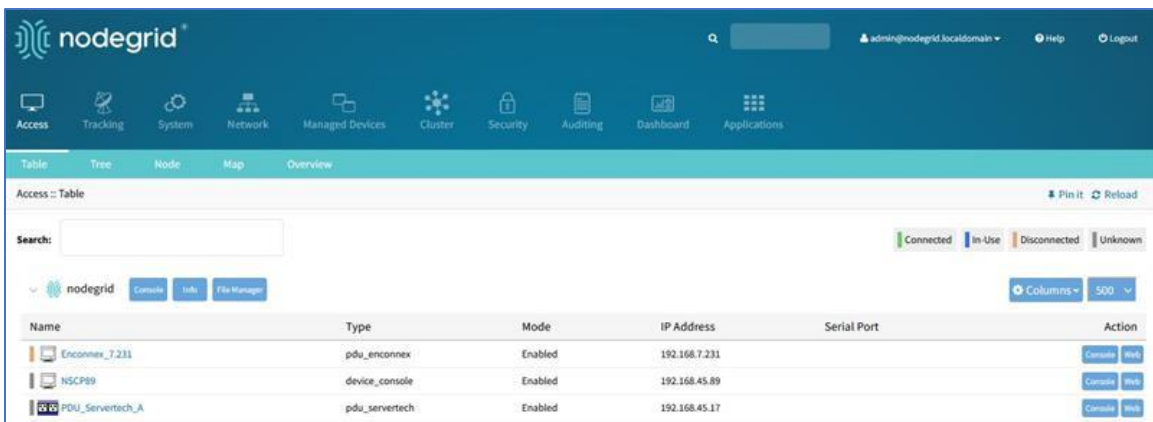 nodegrid®
admin@nodegrid.localdomain Help Logout
Access Tracking System Network Managed Devices Cluster Security Auditing Dashboard Applications
Table Tree Node Map Overview
Access :: Table Pin it Reload
Search: Connected In-Use Disconnected Unknown
nodegrid Console Info File Manager Columns 500
Name Type Mode IP Address Serial Port Action
Enconnex_7.231 pdu_enconnex Enabled 192.168.7.231 Console Web
NSCP89 device_console Enabled 192.168.45.89 Console Web
PDU_Servertech_A pdu_servertech Enabled 192.168.45.17 Console Web